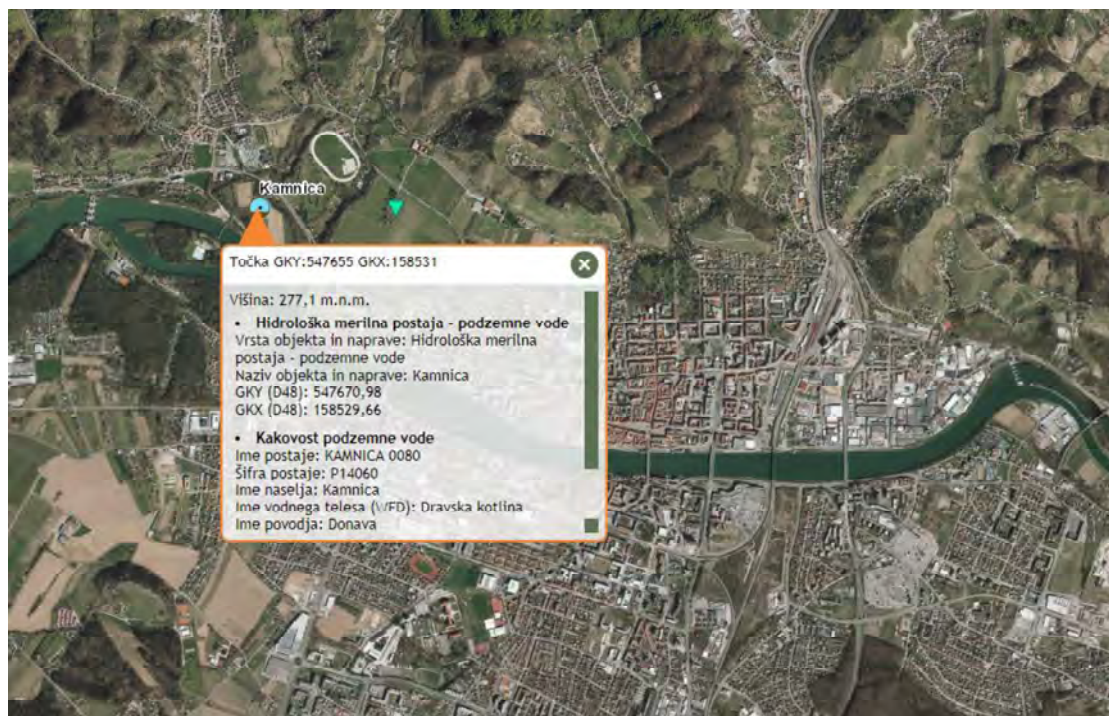 Kamnica
Točka GKY:547655 GKX:158531
Višina: 277,1 m.n.m.
• Hidrološka merilna postaja - podzemne vode
Vrsta objekta in naprave: Hidrološka merilna
postaja - podzemne vode
Naziv objekta in naprave: Kamnica
GKY (D48): 547670,98
GKX (D48): 158529,66
• Kakovost podzemne vode
Ime postaje: KAMNICA 0080
Šifra postaje: P14060
Ime naselja: Kamnica
Ime vodnega telesa (WFD): Dravska kotlina
Ime povodja: Donava